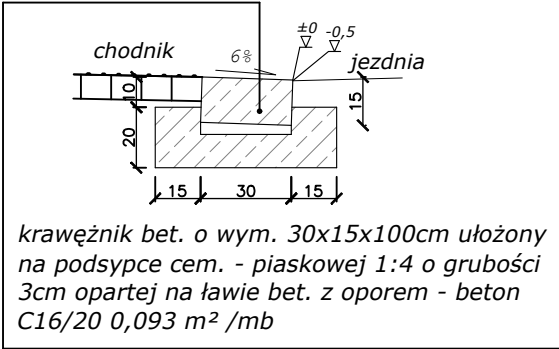 ±0 -0,5
chodnik 6% jezdnia
10
15
20
15 30 15
krawężnik bet. o wym. 30x15x100cm ułożony
na podsypce cem. - piaskowej 1:4 o grubości
3cm opartej na ławie bet. z oporem - beton
C16/20 0,093 m² /mb